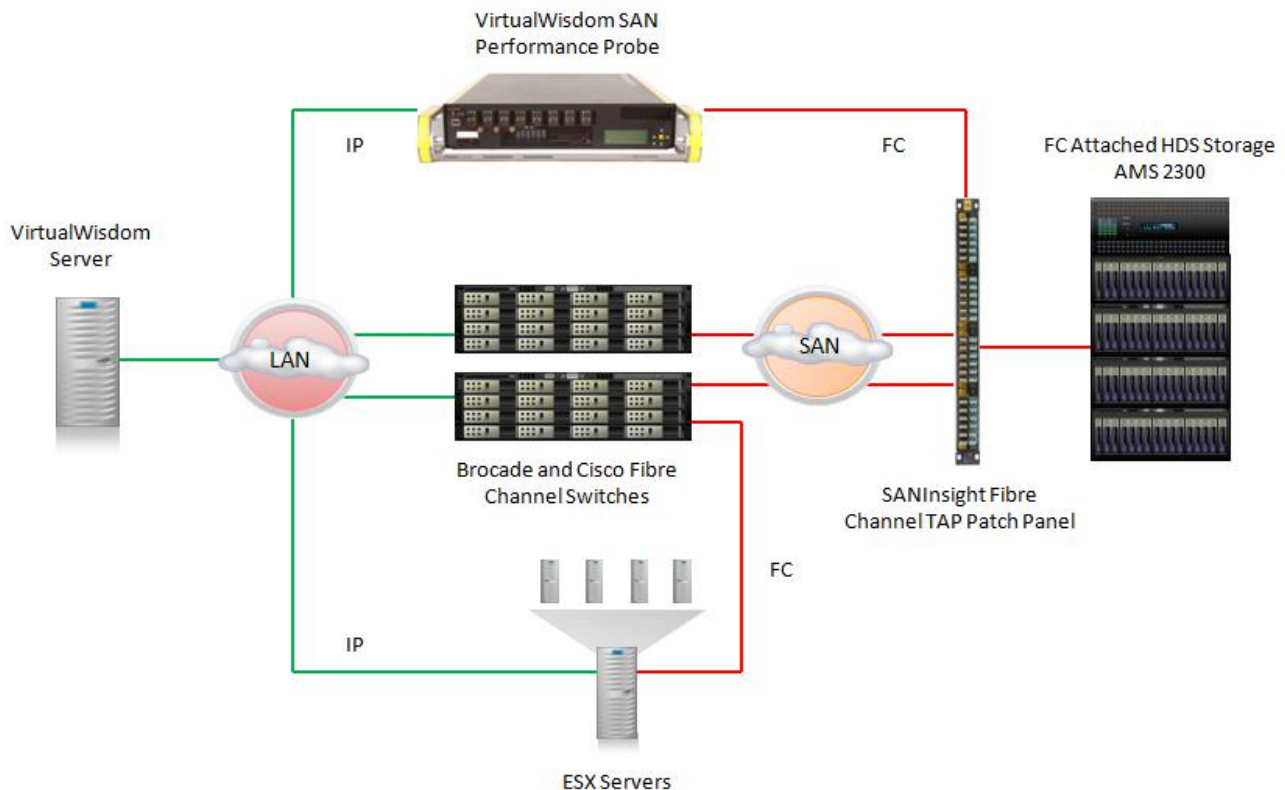 VirtualWisdom SAN
Performance Probe
IP
FC
FC Attached HDS Storage
AMS 2300
VirtualWisdom
Server
LAN
SAN
Brocade and Cisco Fibre
Channel Switches
SANInsight Fibre
Channel TAP Patch Panel
FC
IP
ESX Servers